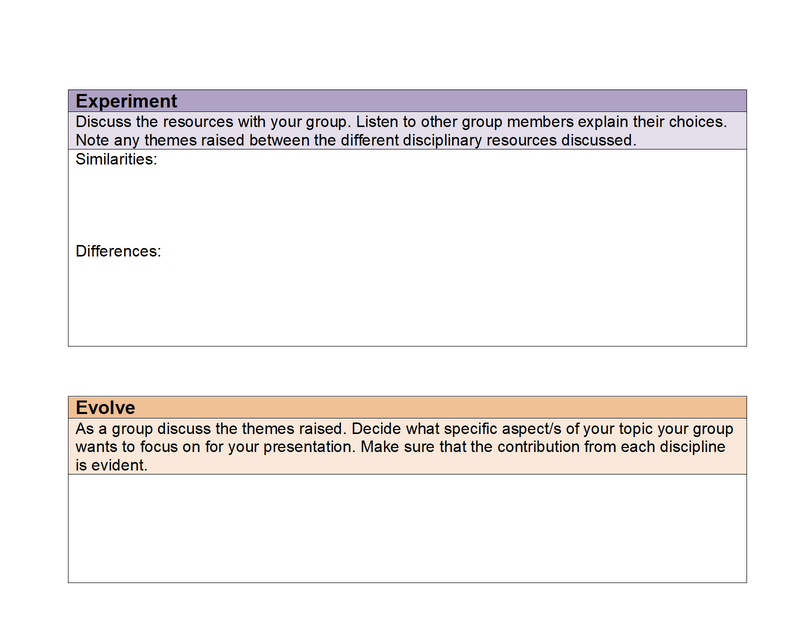 Experiment
Discuss the resources with your group. Listen to other group members explain their choices.
Note any themes raised between the different disciplinary resources discussed.
Similarities:
Differences:
Evolve
As a group discuss the themes raised. Decide what specific aspect/s of your topic your group
wants to focus on for your presentation. Make sure that the contribution from each discipline
is evident.